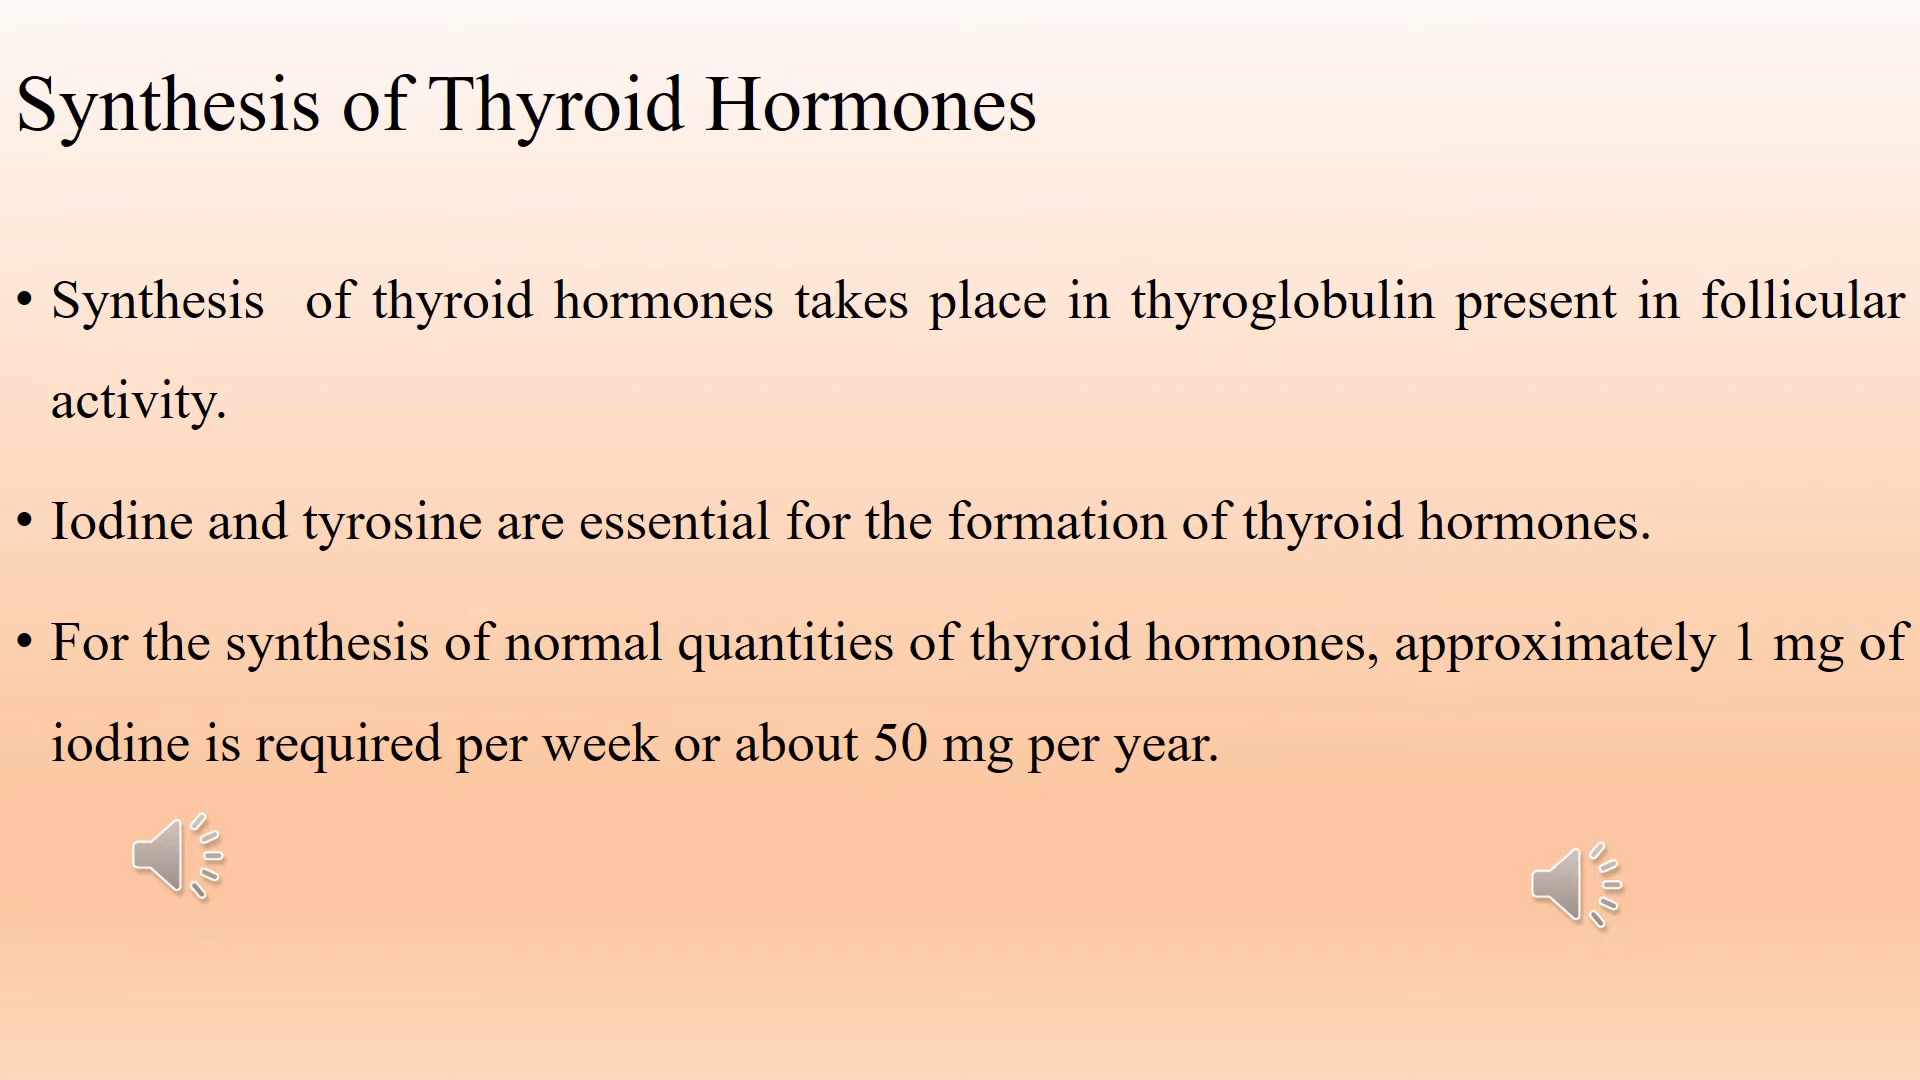 Synthesis of Thyroid Hormones
• Synthesis of thyroid hormones takes place in thyroglobulin present in follicular
activity.
• Iodine and tyrosine are essential for the formation of thyroid hormones.
• For the synthesis of normal quantities of thyroid hormones, approximately 1 mg of
iodine is required per week or about 50 mg per year.